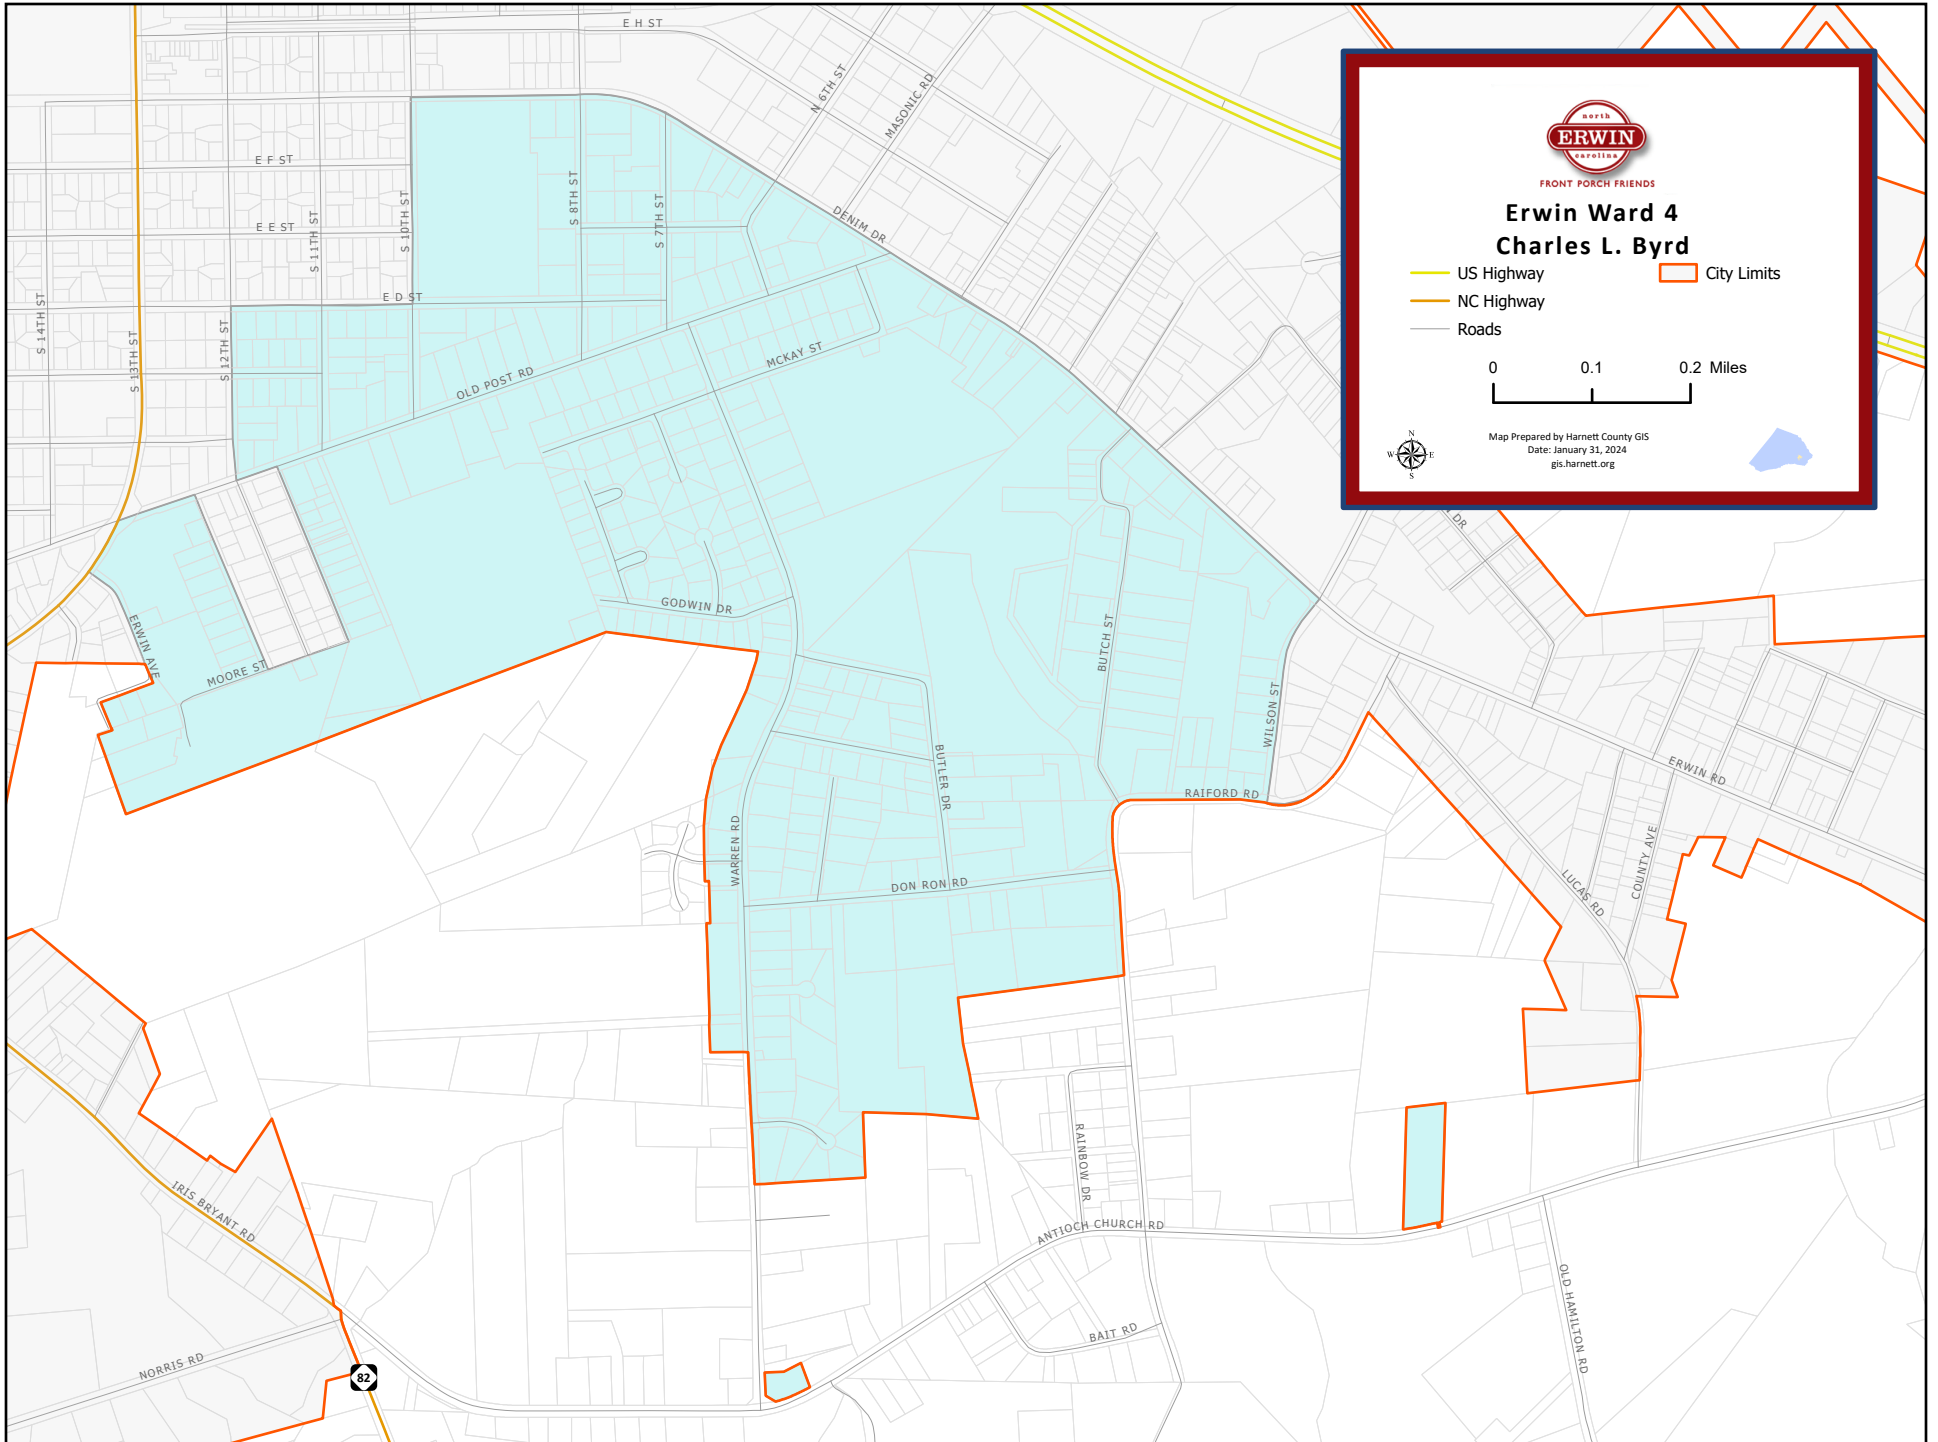 E H ST
N 6TH ST
MASONIC RD
E F ST
E E ST
S 11TH ST
S 10TH ST
S 8TH ST
S 7TH ST
DENIM DR
E D ST
S 14TH ST
S 13TH ST
S 12TH ST
OLD POST RD
MCKAY ST
north
ERWIN
carolina
FRONT PORCH FRIENDS
Erwin Ward 4
Charles L. Byrd
US Highway
City Limits
NC Highway
Roads
0 0.1 0.2 Miles
N
W E
S
Map Prepared by Harnett County GIS
Date: January 31, 2024
gis.harnett.org
DR
GODWIN DR
ERWIN AVE
MOORE ST
BUTCH ST
WILSON ST
BUTLER DR
RAIFORD RD
ERWIN RD
WARREN RD
DON RON RD
LUCAS RD
COUNTY AVE
RAINBOW DR
IRIS BRYANT RD
ANTIOCH CHURCH RD
OLD HAMILTON RD
BAIT RD
NORRIS RD
82